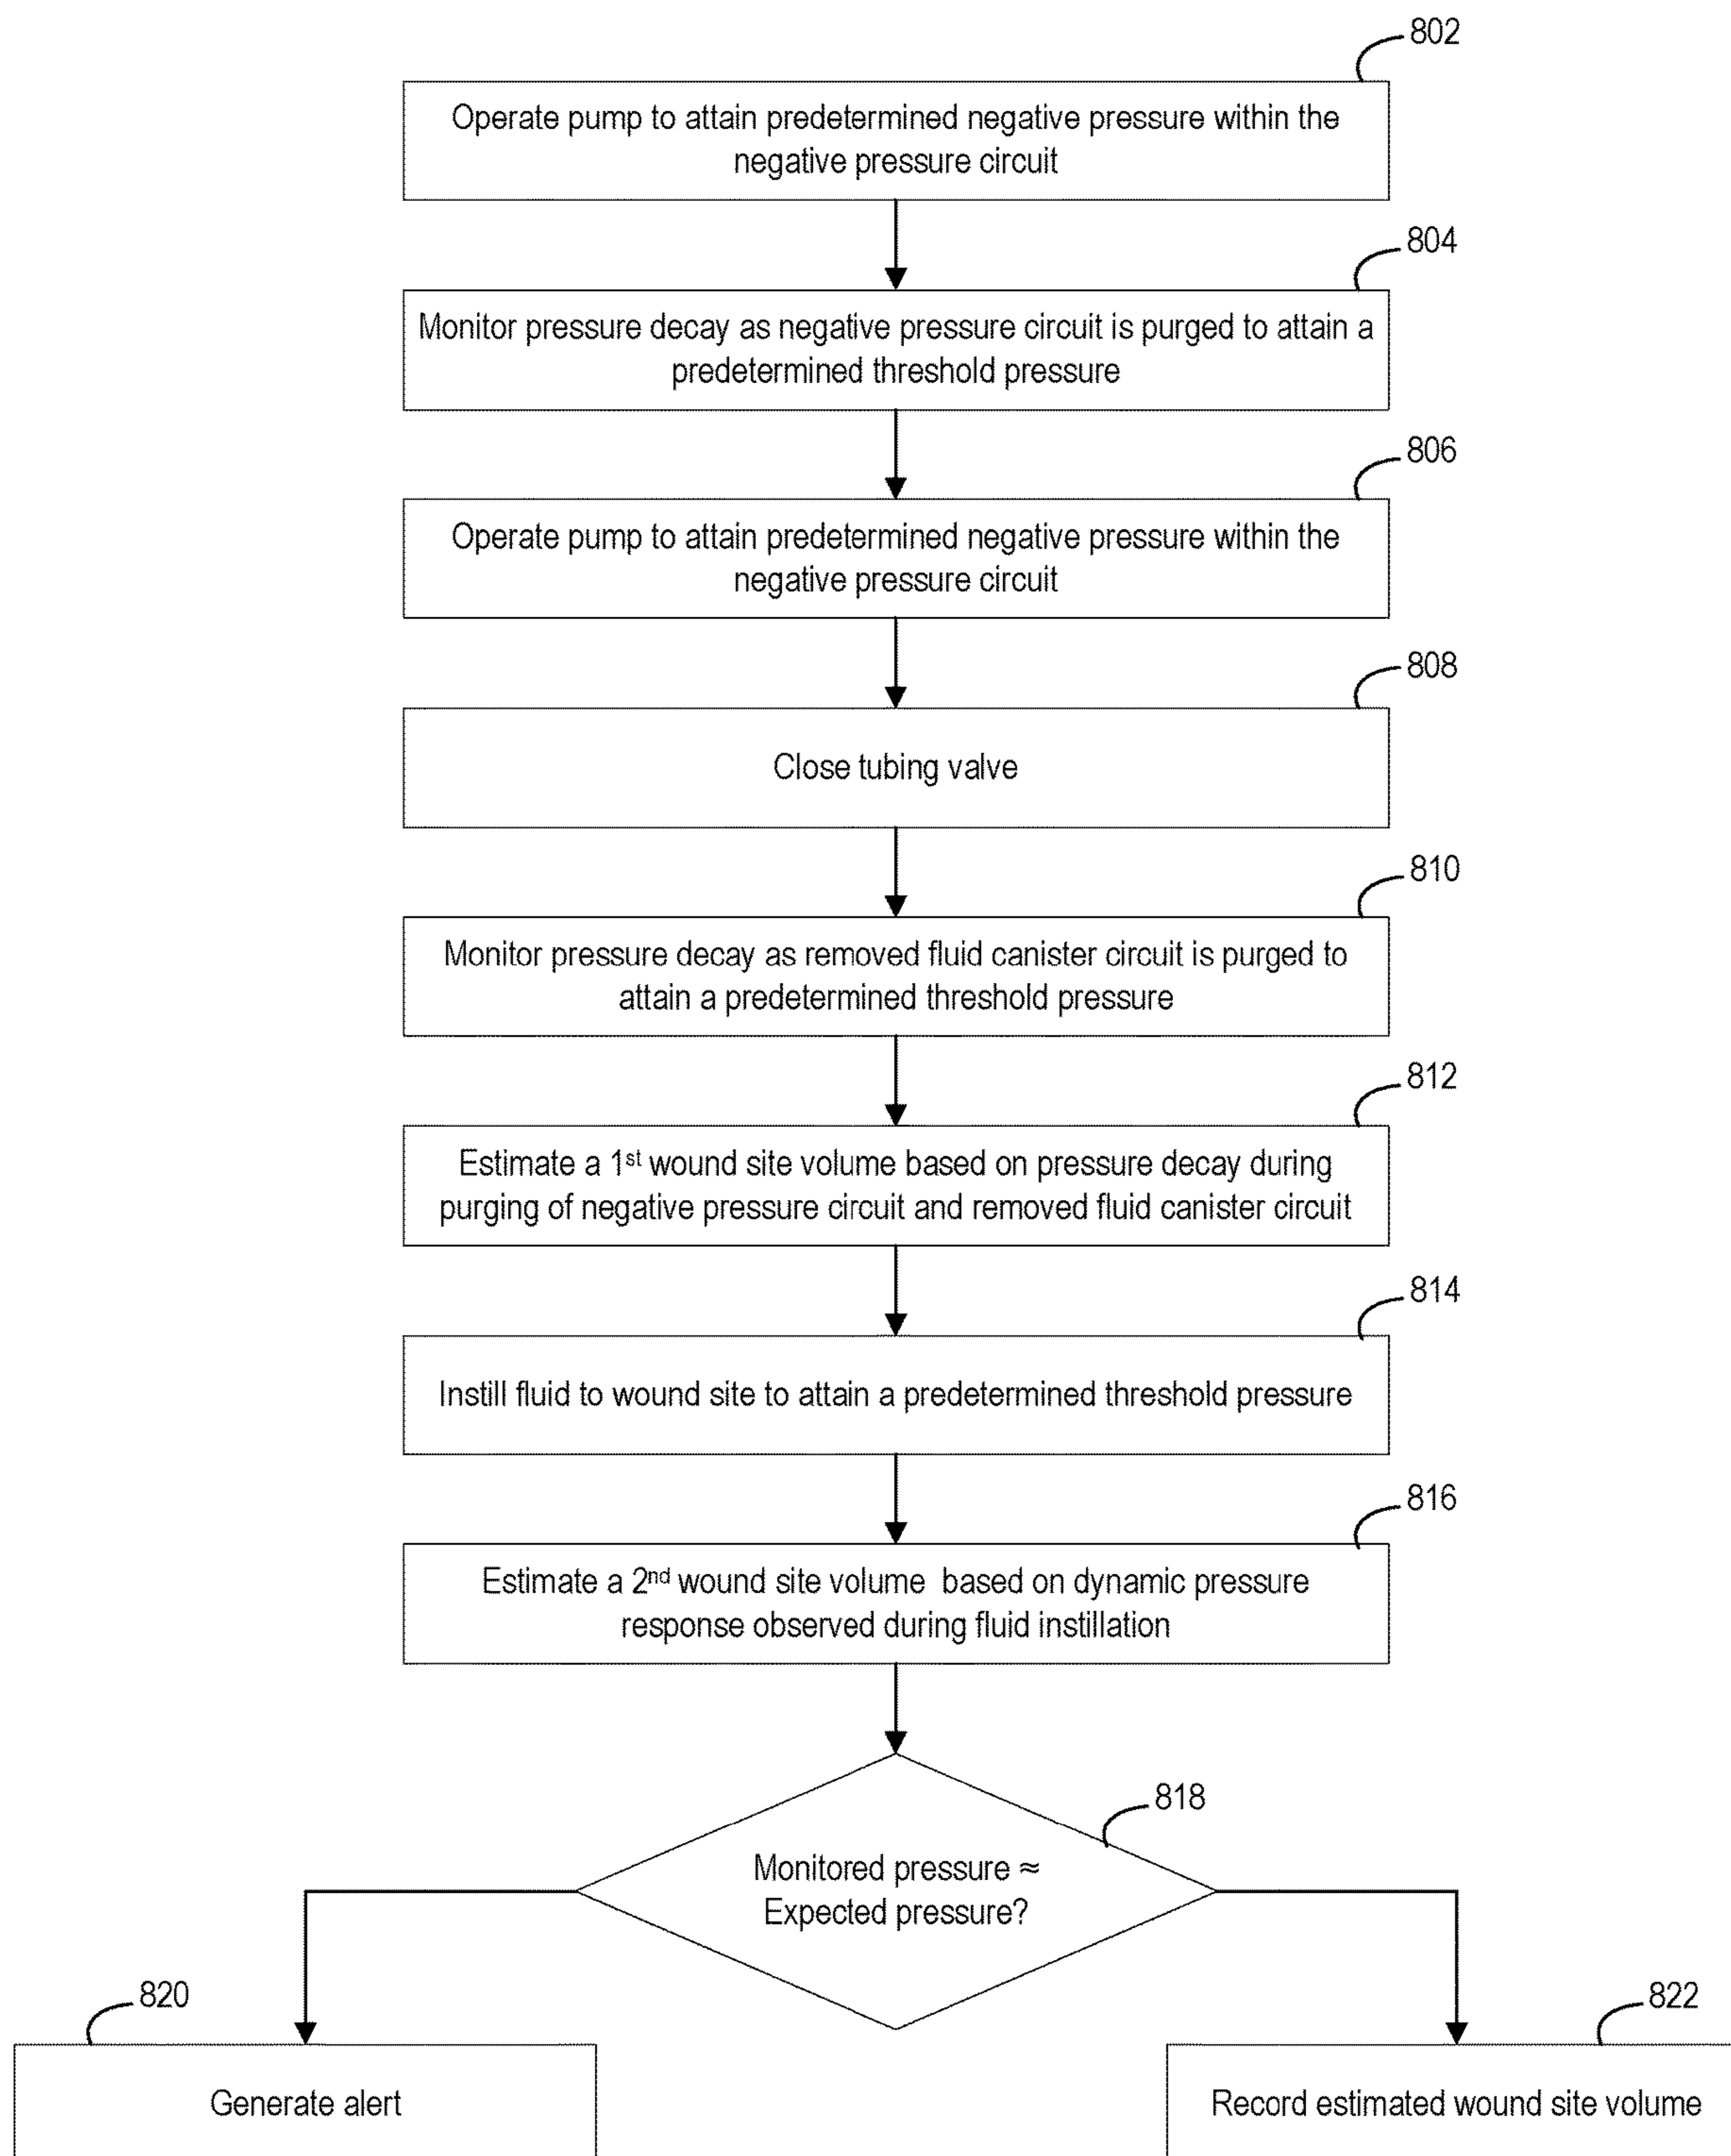 802
Operate pump to attain predetermined negative pressure within the
negative pressure circuit
804
Monitor pressure decay as negative pressure circuit is purged to attain a
predetermined threshold pressure
806
Operate pump to attain predetermined negative pressure within the
negative pressure circuit
808
Close tubing valve
810
Monitor pressure decay as removed fluid canister circuit is purged to
attain a predetermined threshold pressure
812
Estimate a 1st wound site volume based on pressure decay during
purging of negative pressure circuit and removed fluid canister circuit
814
Instill fluid to wound site to attain a predetermined threshold pressure
816
Estimate a 2nd wound site volume based on dynamic pressure
response observed during fluid instillation
818
Monitored pressure ≈
Expected pressure?
820
Generate alert
822
Record estimated wound site volume